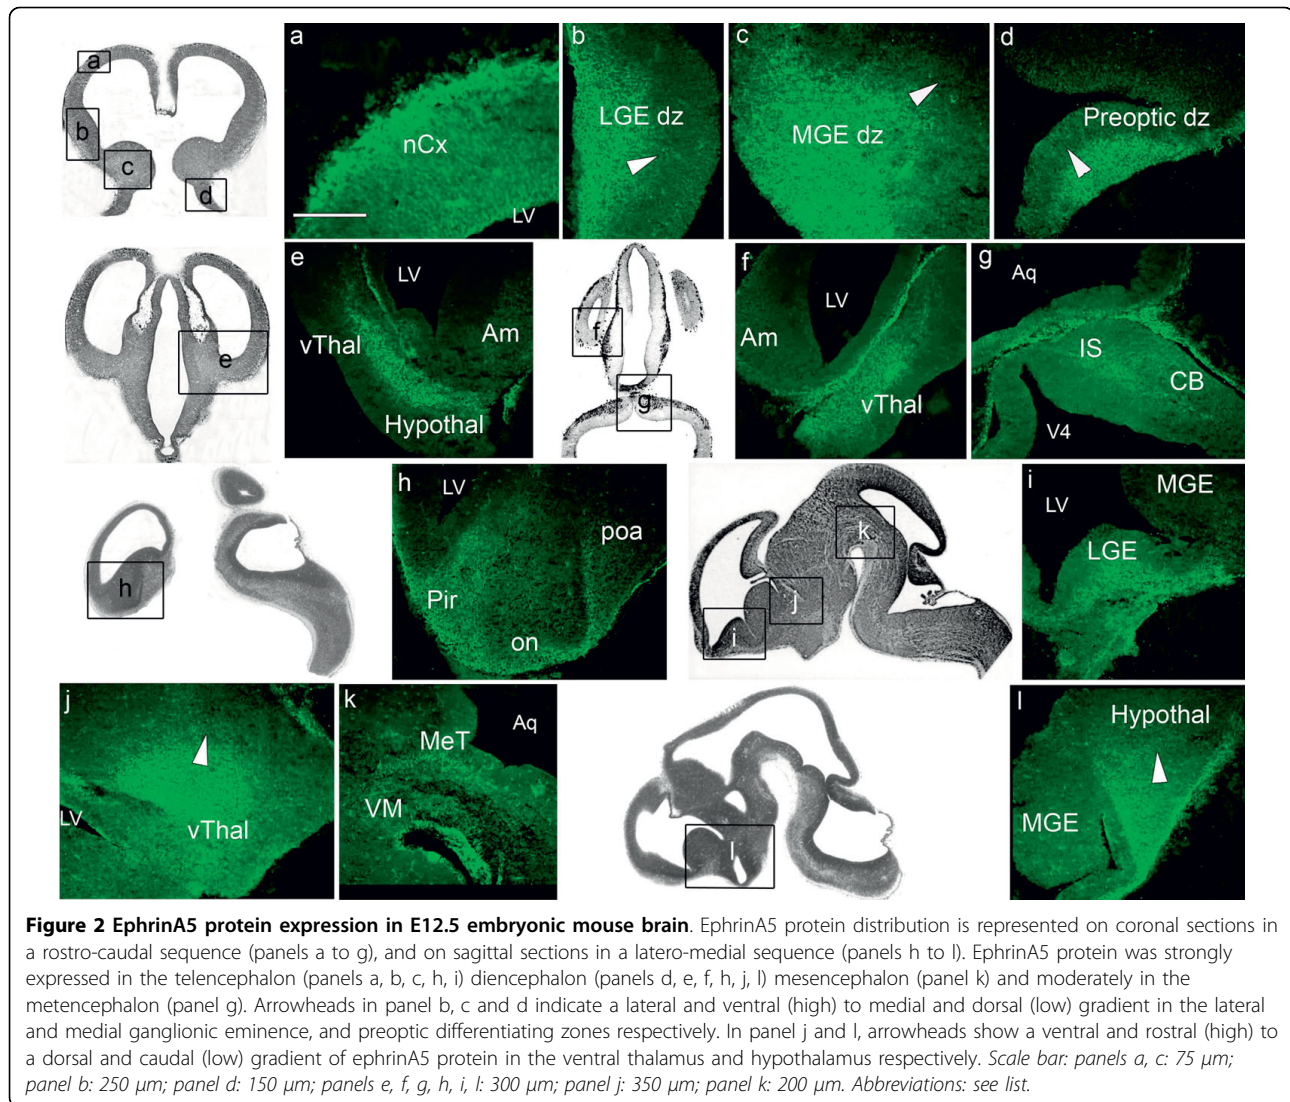 a
b
c
d
a
nCx
LV
b
LGE dz
c
MGE dz
d
Preoptic dz
e
e
LV
vThal
Am
Hypothal
f
g
f
LV
Am
vThal
g
Aq
IS
CB
V4
h
h
LV
poa
Pir
on
k
j
i
i
MGE
LV
LGE
j
LV
vThal
k
Aq
MeT
VM
l
l
Hypothal
MGE
Figure 2 EphrinA5 protein expression in E12.5 embryonic mouse brain. EphrinA5 protein distribution is represented on coronal sections in
a rostro-caudal sequence (panels a to g), and on sagittal sections in a latero-medial sequence (panels h to l). EphrinA5 protein was strongly
expressed in the telencephalon (panels a, b, c, h, i) diencephalon (panels d, e, f, h, j, l) mesencephalon (panel k) and moderately in the
metencephalon (panel g). Arrowheads in panel b, c and d indicate a lateral and ventral (high) to medial and dorsal (low) gradient in the lateral
and medial ganglionic eminence, and preoptic differentiating zones respectively. In panel j and l, arrowheads show a ventral and rostral (high) to
a dorsal and caudal (low) gradient of ephrinA5 protein in the ventral thalamus and hypothalamus respectively. Scale bar: panels a, c: 75 μm;
panel b: 250 μm; panel d: 150 μm; panels e, f, g, h, i, l: 300 μm; panel j: 350 μm; panel k: 200 μm. Abbreviations: see list.